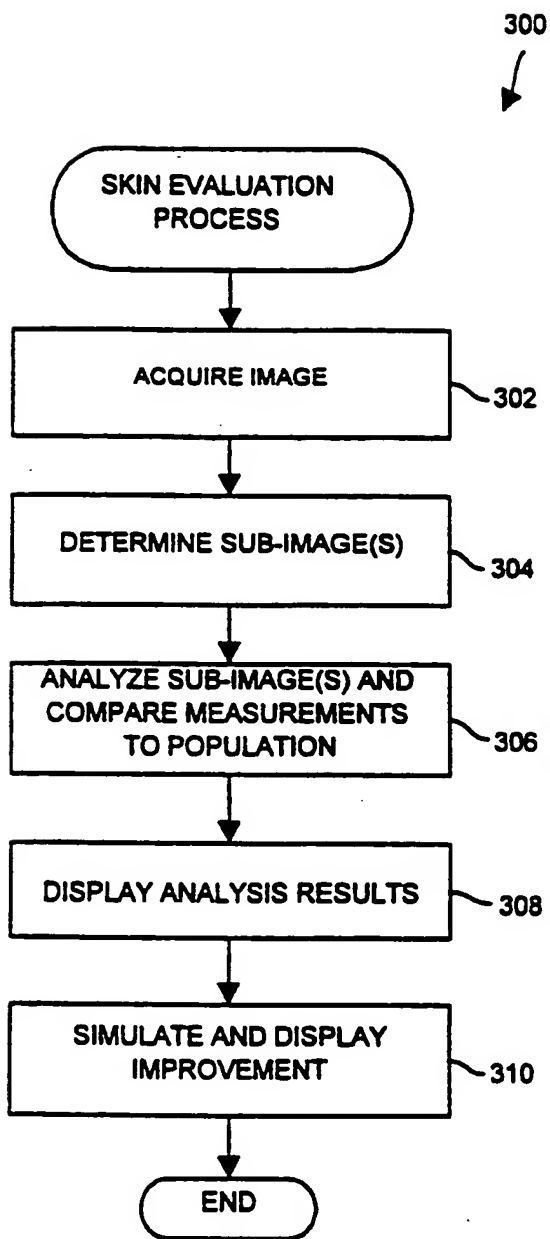 300
SKIN EVALUATION
PROCESS
ACQUIRE IMAGE
302
DETERMINE SUB-IMAGE(S)
304
ANALYZE SUB-IMAGE(S) AND
COMPARE MEASUREMENTS
TO POPULATION
306
DISPLAY ANALYSIS RESULTS
308
SIMULATE AND DISPLAY
IMPROVEMENT
310
END